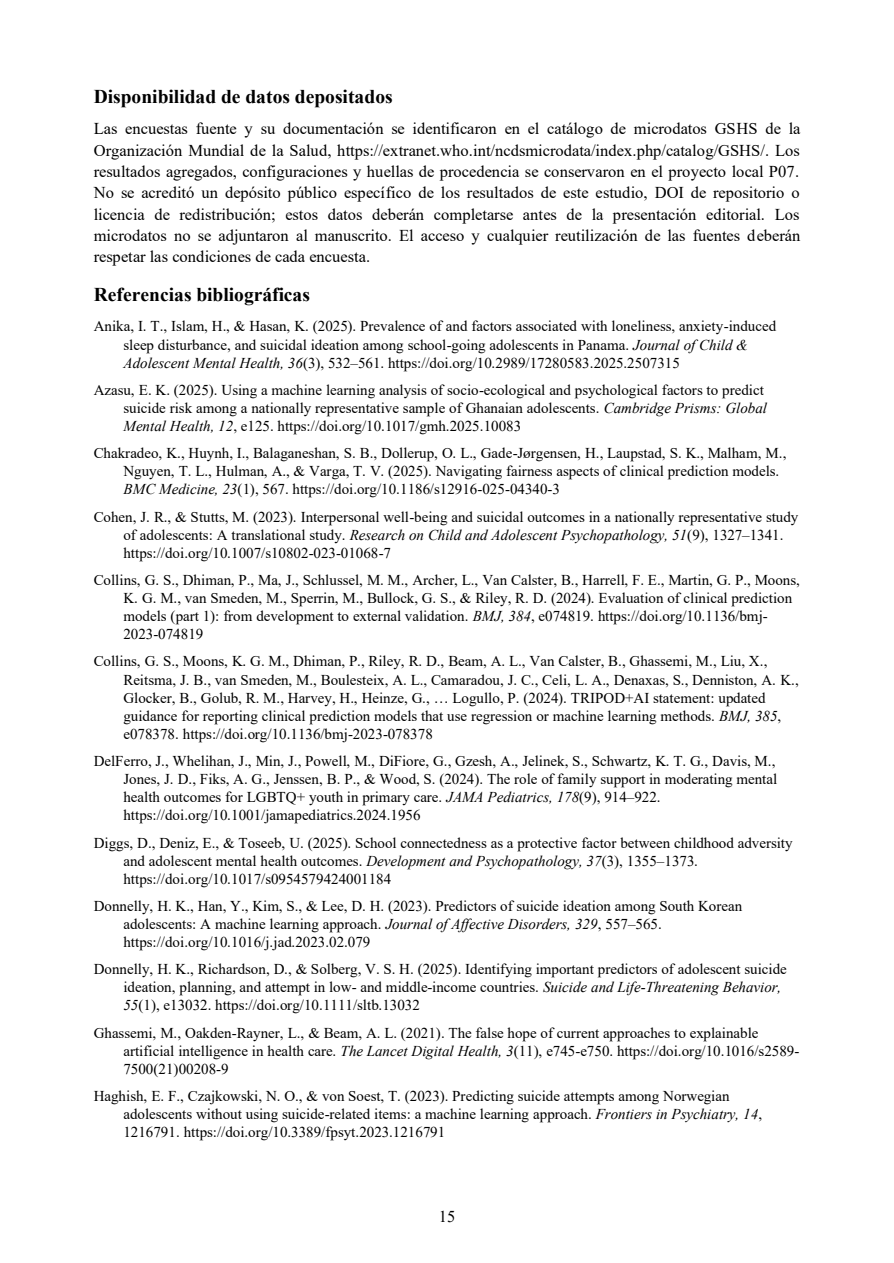 Disponibilidad de datos depositados
Las encuestas fuente y su documentación se identificaron en el catálogo de microdatos GSHS de la
Organización Mundial de la Salud, https://extranet.who.int/ncdsmicrodata/index.php/catalog/GSHS/. Los
resultados agregados, configuraciones y huellas de procedencia se conservaron en el proyecto local P07.
No se acreditó un depósito público específico de los resultados de este estudio, DOI de repositorio o
licencia de redistribución; estos datos deberán completarse antes de la presentación editorial. Los
microdatos no se adjuntaron al manuscrito. El acceso y cualquier reutilización de las fuentes deberán
respetar las condiciones de cada encuesta.
Referencias bibliográficas
Anika, I. T., Islam, H., & Hasan, K. (2025). Prevalence of and factors associated with loneliness, anxiety-induced
sleep disturbance, and suicidal ideation among school-going adolescents in Panama. Journal of Child &
Adolescent Mental Health, 36(3), 532–561. https://doi.org/10.2989/17280583.2025.2507315
Azasu, E. K. (2025). Using a machine learning analysis of socio-ecological and psychological factors to predict
suicide risk among a nationally representative sample of Ghanaian adolescents. Cambridge Prisms: Global
Mental Health, 12, e125. https://doi.org/10.1017/gmh.2025.10083
Chakradeo, K., Huynh, I., Balaganeshan, S. B., Dollerup, O. L., Gade-Jørgensen, H., Laupstad, S. K., Malham, M.,
Nguyen, T. L., Hulman, A., & Varga, T. V. (2025). Navigating fairness aspects of clinical prediction models.
BMC Medicine, 23(1), 567. https://doi.org/10.1186/s12916-025-04340-3
Cohen, J. R., & Stutts, M. (2023). Interpersonal well-being and suicidal outcomes in a nationally representative study
of adolescents: A translational study. Research on Child and Adolescent Psychopathology, 51(9), 1327–1341.
https://doi.org/10.1007/s10802-023-01068-7
Collins, G. S., Dhiman, P., Ma, J., Schlussel, M. M., Archer, L., Van Calster, B., Harrell, F. E., Martin, G. P., Moons,
K. G. M., van Smeden, M., Sperrin, M., Bullock, G. S., & Riley, R. D. (2024). Evaluation of clinical prediction
models (part 1): from development to external validation. BMJ, 384, e074819. https://doi.org/10.1136/bmj-
2023-074819
Collins, G. S., Moons, K. G. M., Dhiman, P., Riley, R. D., Beam, A. L., Van Calster, B., Ghassemi, M., Liu, X.,
Reitsma, J. B., van Smeden, M., Boulesteix, A. L., Camaradou, J. C., Celi, L. A., Denaxas, S., Denniston, A. K.,
Glocker, B., Golub, R. M., Harvey, H., Heinze, G., … Logullo, P. (2024). TRIPOD+AI statement: updated
guidance for reporting clinical prediction models that use regression or machine learning methods. BMJ, 385,
e078378. https://doi.org/10.1136/bmj-2023-078378
DelFerro, J., Whelihan, J., Min, J., Powell, M., DiFiore, G., Gzesh, A., Jelinek, S., Schwartz, K. T. G., Davis, M.,
Jones, J. D., Fiks, A. G., Jenssen, B. P., & Wood, S. (2024). The role of family support in moderating mental
health outcomes for LGBTQ+ youth in primary care. JAMA Pediatrics, 178(9), 914–922.
https://doi.org/10.1001/jamapediatrics.2024.1956
Diggs, D., Deniz, E., & Toseeb, U. (2025). School connectedness as a protective factor between childhood adversity
and adolescent mental health outcomes. Development and Psychopathology, 37(3), 1355–1373.
https://doi.org/10.1017/s0954579424001184
Donnelly, H. K., Han, Y., Kim, S., & Lee, D. H. (2023). Predictors of suicide ideation among South Korean
adolescents: A machine learning approach. Journal of Affective Disorders, 329, 557–565.
https://doi.org/10.1016/j.jad.2023.02.079
Donnelly, H. K., Richardson, D., & Solberg, V. S. H. (2025). Identifying important predictors of adolescent suicide
ideation, planning, and attempt in low- and middle-income countries. Suicide and Life-Threatening Behavior,
55(1), e13032. https://doi.org/10.1111/sltb.13032
Ghassemi, M., Oakden-Rayner, L., & Beam, A. L. (2021). The false hope of current approaches to explainable
artificial intelligence in health care. The Lancet Digital Health, 3(11), e745-e750. https://doi.org/10.1016/s2589-
7500(21)00208-9
Haghish, E. F., Czajkowski, N. O., & von Soest, T. (2023). Predicting suicide attempts among Norwegian
adolescents without using suicide-related items: a machine learning approach. Frontiers in Psychiatry, 14,
1216791. https://doi.org/10.3389/fpsyt.2023.1216791
15